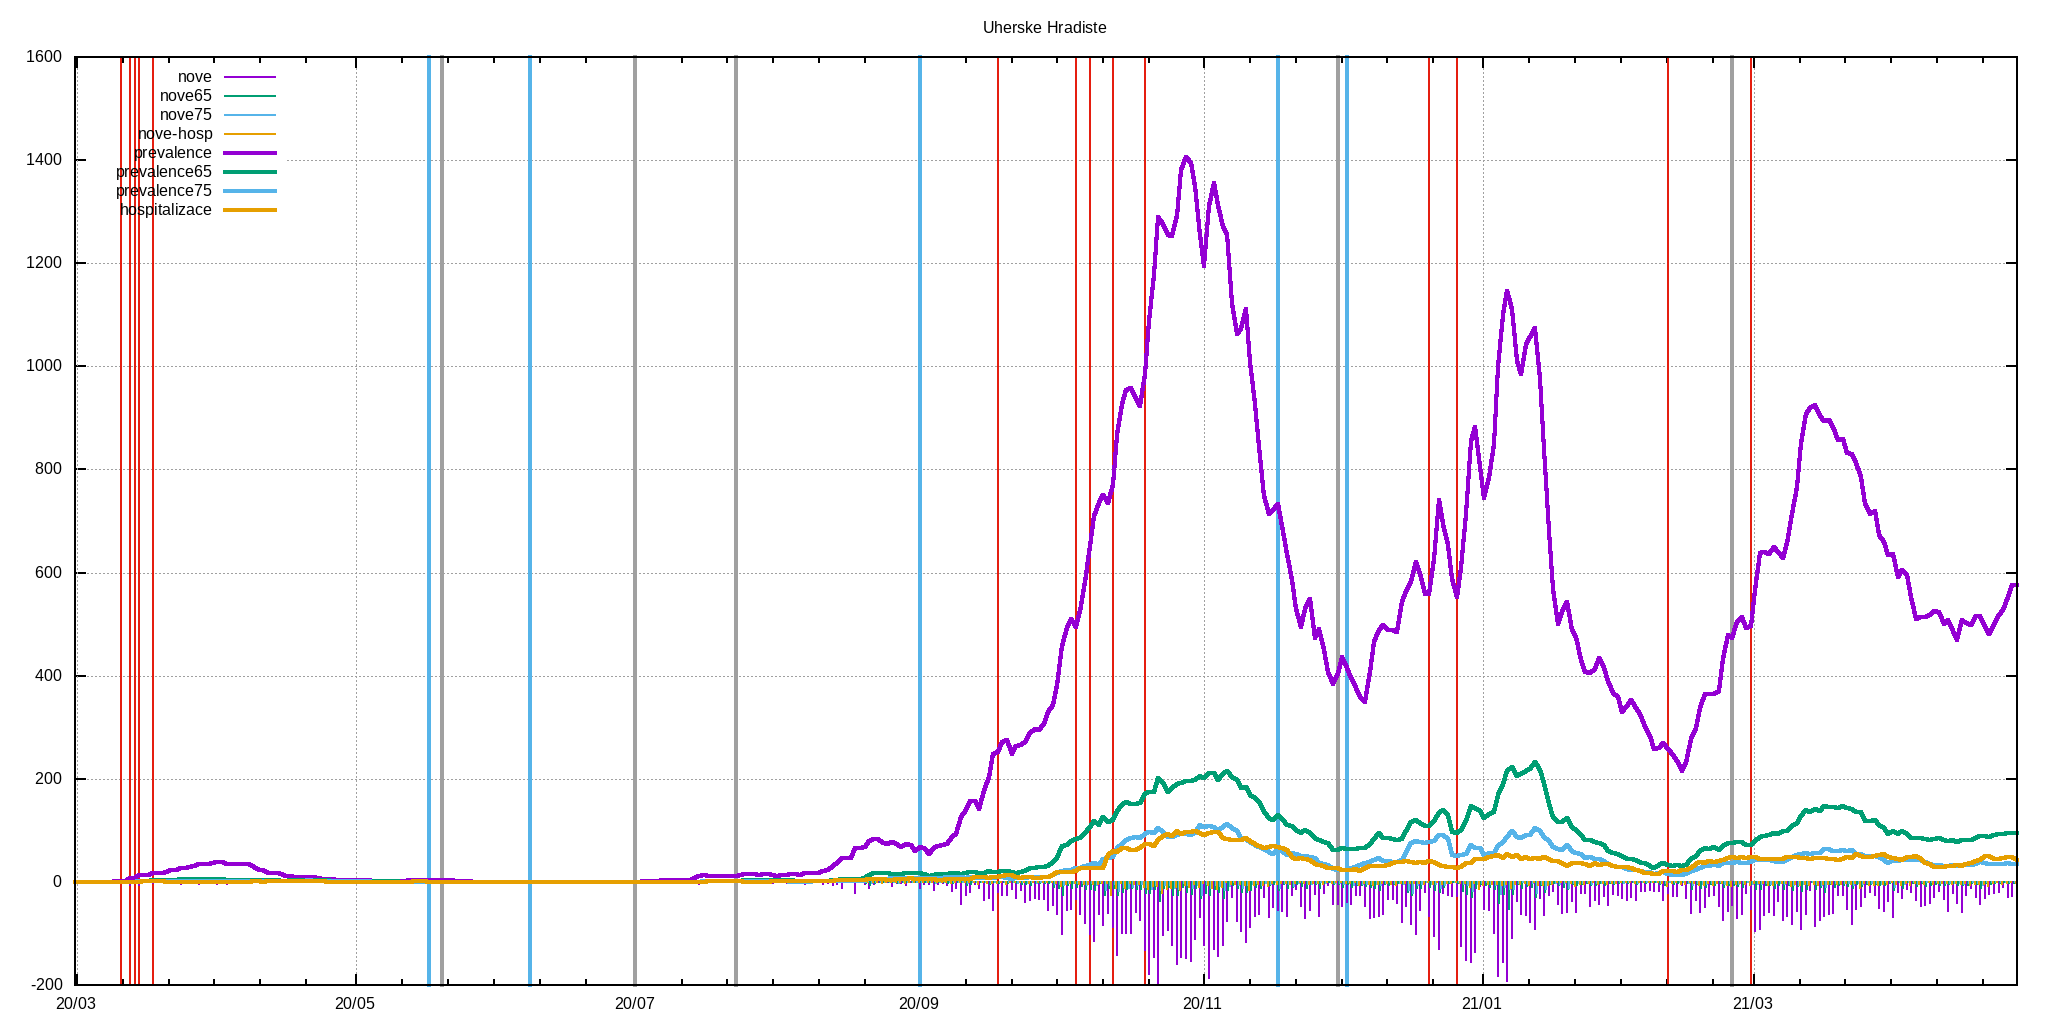 Uherske Hradiste
1600
1400
1200
1000
800
600
400
200
0
-200
nove
nove65
nove75
nove-hosp
prevalence
prevalence65
prevalence75
hospitalizace
20/03 20/05 20/07 20/09 20/11 21/01 21/03